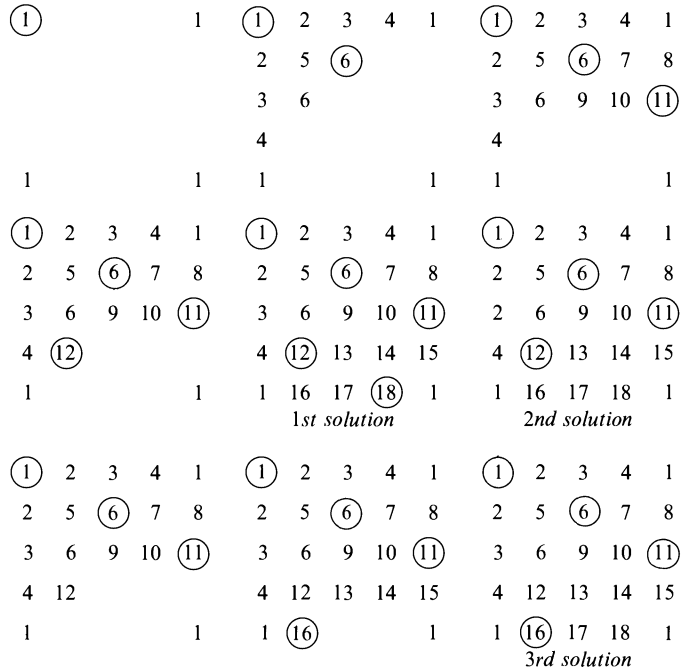 1 1 1 2 3 4 1 1 2 3 4 1
2 5 6 2 5 6 7 8
3 6 3 6 9 10 11
4 4
1 1 1 1 1 1
1 2 3 4 1 1 2 3 4 1 1 2 3 4 1
2 5 6 7 8 2 5 6 7 8 2 5 6 7 8
3 6 9 10 11 3 6 9 10 11 2 6 9 10 11
4 12 4 12 13 14 15 4 12 13 14 15
1 1 1 16 17 18 1 1 16 17 18 1
1st solution 2nd solution
1 2 3 4 1 1 2 3 4 1 1 2 3 4 1
2 5 6 7 8 2 5 6 7 8 2 5 6 7 8
3 6 9 10 11 3 6 9 10 11 3 6 9 10 11
4 12 4 12 13 14 15 4 12 13 14 15
1 1 1 16 1 1 16 17 18 1
3rd solution